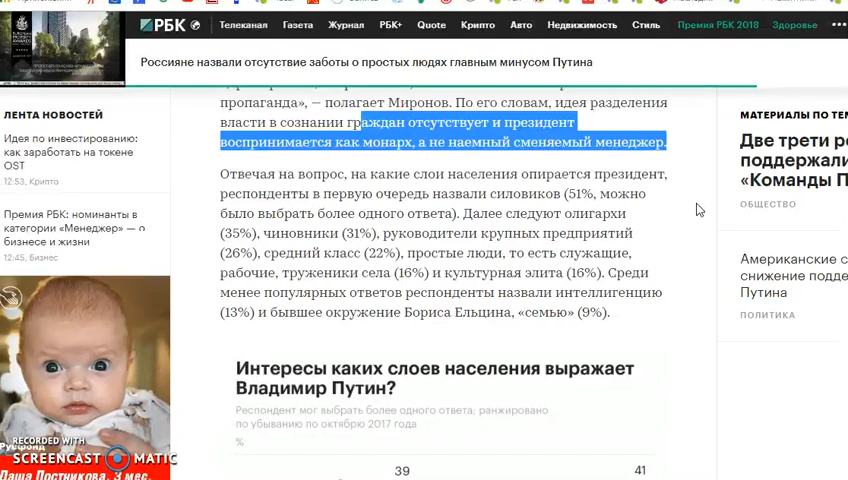 РБК
Телеканал Газета Журнал РБК+ Quote Крипто Авто Недвижимость Стиль Премия РБК 2018 Здоровье
Россияне назвали отсутствие заботы о простых людях главным минусом Путина
ЛЕНТА НОВОСТЕЙ
Идея по инвестированию:
как заработать на токене
OST
12:53, Крипто
Премия РБК: номинанты в
категории «Менеджер» — о
бизнесе и жизни
12:45, Бизнес
Русфонд
RECORDED WITH
SCREENCAST MATIC
Даша Постникова, 3 мес.
пропаганда», — полагает Миронов. По его словам, идея разделения
власти в сознании граждан отсутствует и президент
воспринимается как монарх, а не наемный сменяемый менеджер.
Отвечая на вопрос, на какие слои населения опирается президент,
респонденты в первую очередь назвали силовиков (51%, можно
было выбрать более одного ответа). Далее следуют олигархи
(35%), чиновники (31%), руководители крупных предприятий
(26%), средний класс (22%), простые люди, то есть служащие,
рабочие, труженики села (16%) и культурная элита (16%). Среди
менее популярных ответов респонденты назвали интеллигенцию
(13%) и бывшее окружение Бориса Ельцина, «семью» (9%).
Интересы каких слоев населения выражает
Владимир Путин?
Респондент мог выбрать более одного ответа; ранжировано
по убыванию по октябрю 2017 года
%
39 41
МАТЕРИАЛЫ ПО ТЕМ
Две трети ро
поддержали
«Команды П
ОБЩЕСТВО
Американские с
снижение подде
Путина
ПОЛИТИКА